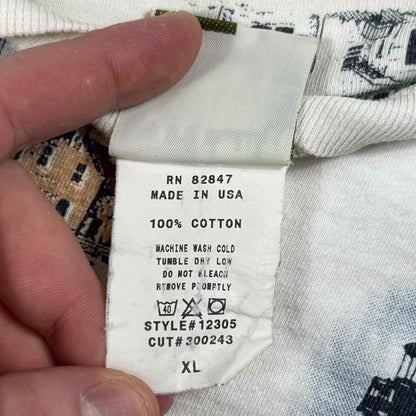 RN 82847
MADE IN USA
100% COTTON
MACHINE WASH COLD
TUMBLE DRY LOW
DO NOT BLEACH
REMOVE PROMPTLY
40
STYLE#12305
CUT#300243
XL